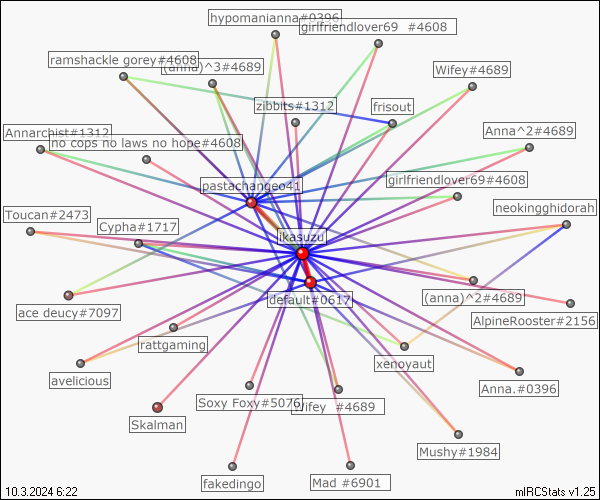 hypomanianna#0396
girlfriendlover69 #4608
ramshackle gorey#4608
(anna)^3#4689
Wifey#4689
zibbits#1312
frisout
Annarchist#1312
no cops no laws no hope#4608
Anna^2#4689
pastachangeo41
girlfriendlover69#4608
Toucan#2473
neokingghidorah
Cypha#1717
ikasuzu
default#0617
(anna)^2#4689
ace deucy#7097
AlpineRooster#2156
rattgaming
xenoyaut
avelicious
Anna.#0396
Soxy Foxy#5076
Wifey #4689
Skalman
Mushy#1984
fakedingo
Mad #6901
10.3.2024 6:22
mIRCStats v1.25